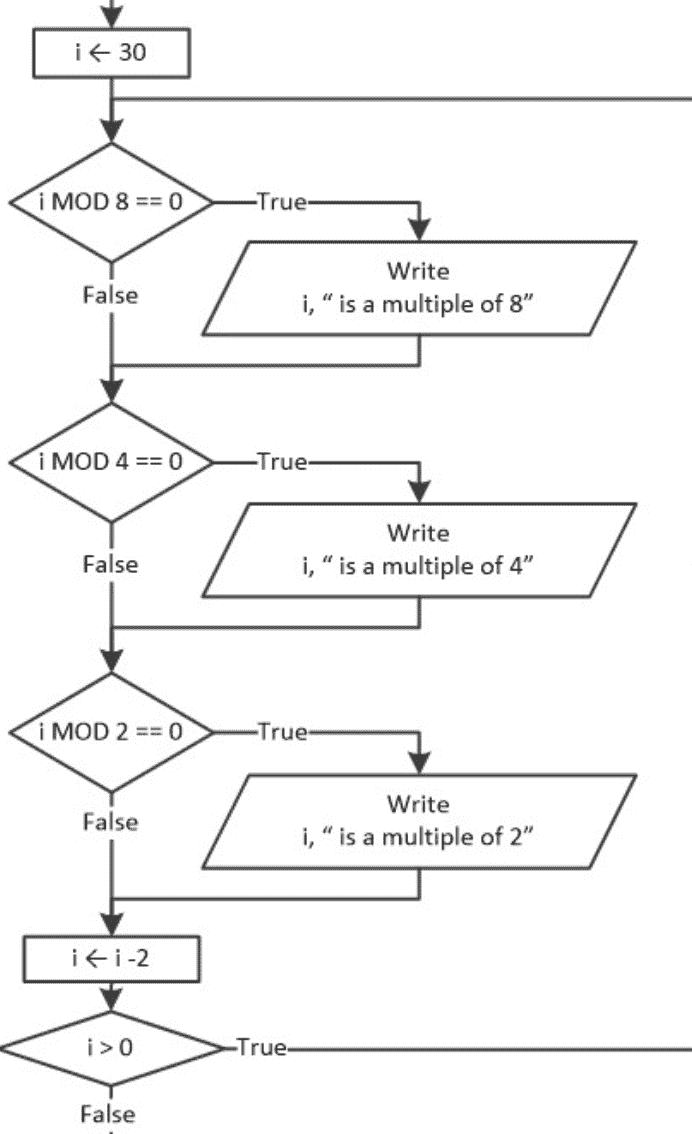 i ← 30
i MOD 8 == 0
True
Write
i, “ is a multiple of 8”
False
i MOD 4 == 0
True
Write
i, “ is a multiple of 4”
False
i MOD 2 == 0
True
Write
i, “ is a multiple of 2”
False
i ← i -2
i > 0
True
False